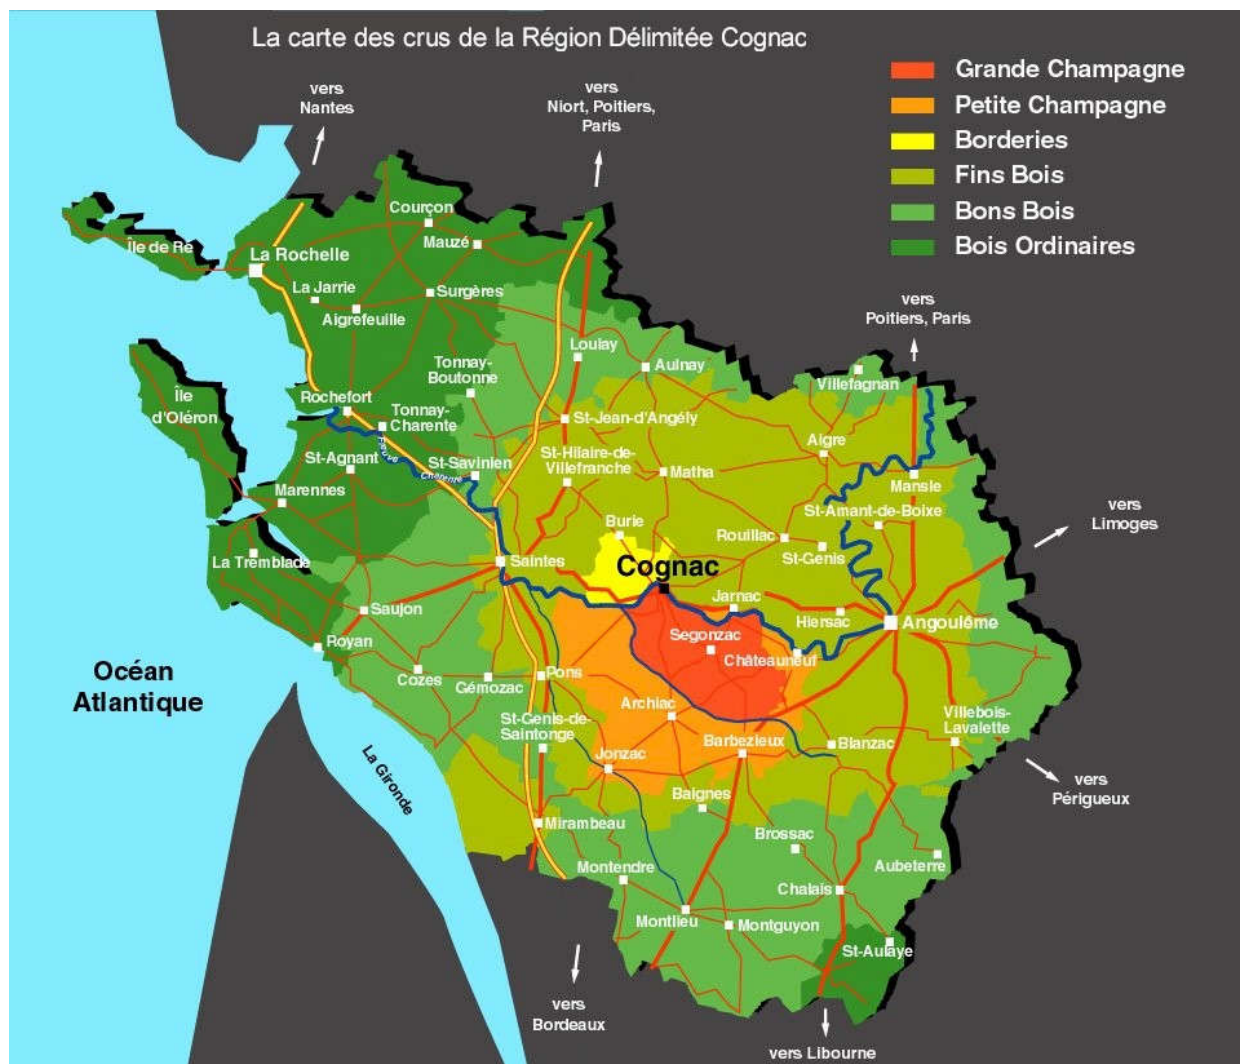 La carte des crus de la Région Délimitée Cognac
Grande Champagne
Petite Champagne
Borderies
Fins Bois
Bons Bois
Bois Ordinaires
vers
Nantes
vers
Niort, Poitiers,
Paris
vers
Poitiers, Paris
Île de Ré
La Rochelle
Courçon
Mauzé
La Jarrie
Aigrefeuille
Surgères
Loulay
Aulnay
Villefagnan
Tonnay-
Boutonne
Île
d'Oléron
Rochefort
Tonnay-
Charente
St-Jean-d'Angély
Aigre
Fleuve
Charente
St-Agnant
St-Savinien
St-Hilaire-de-
Villefranche
Matha
Mansle
Marennes
St-Amant-de-Boixe
vers
Limoges
Burie
Rouillac
St-Genis
La Tremblade
Saintes
Cognac
Saujon
Jarnac
Hiersac
Angoulême
Royan
Segonzac
Châteauneuf
Océan
Atlantique
Cozes
Gémozac
Pons
Archiac
St-Genis-de-
Saintonge
Villebois-
Lavalette
Jonzac
Barbezieux
Blanzac
La Gironde
vers
Périgueux
Baignes
Mirambeau
Brossac
Montendre
Aubeterre
Chalais
Montlieu
Montguyon
St-Aulaye
vers
Bordeaux
vers Libourne